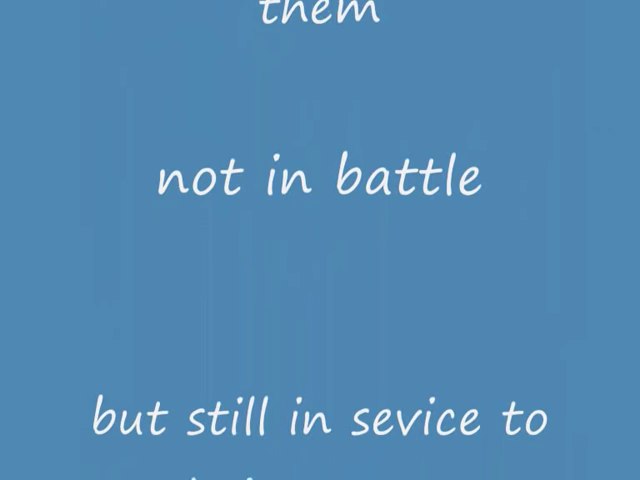 them
not in battle
but still in sevice to